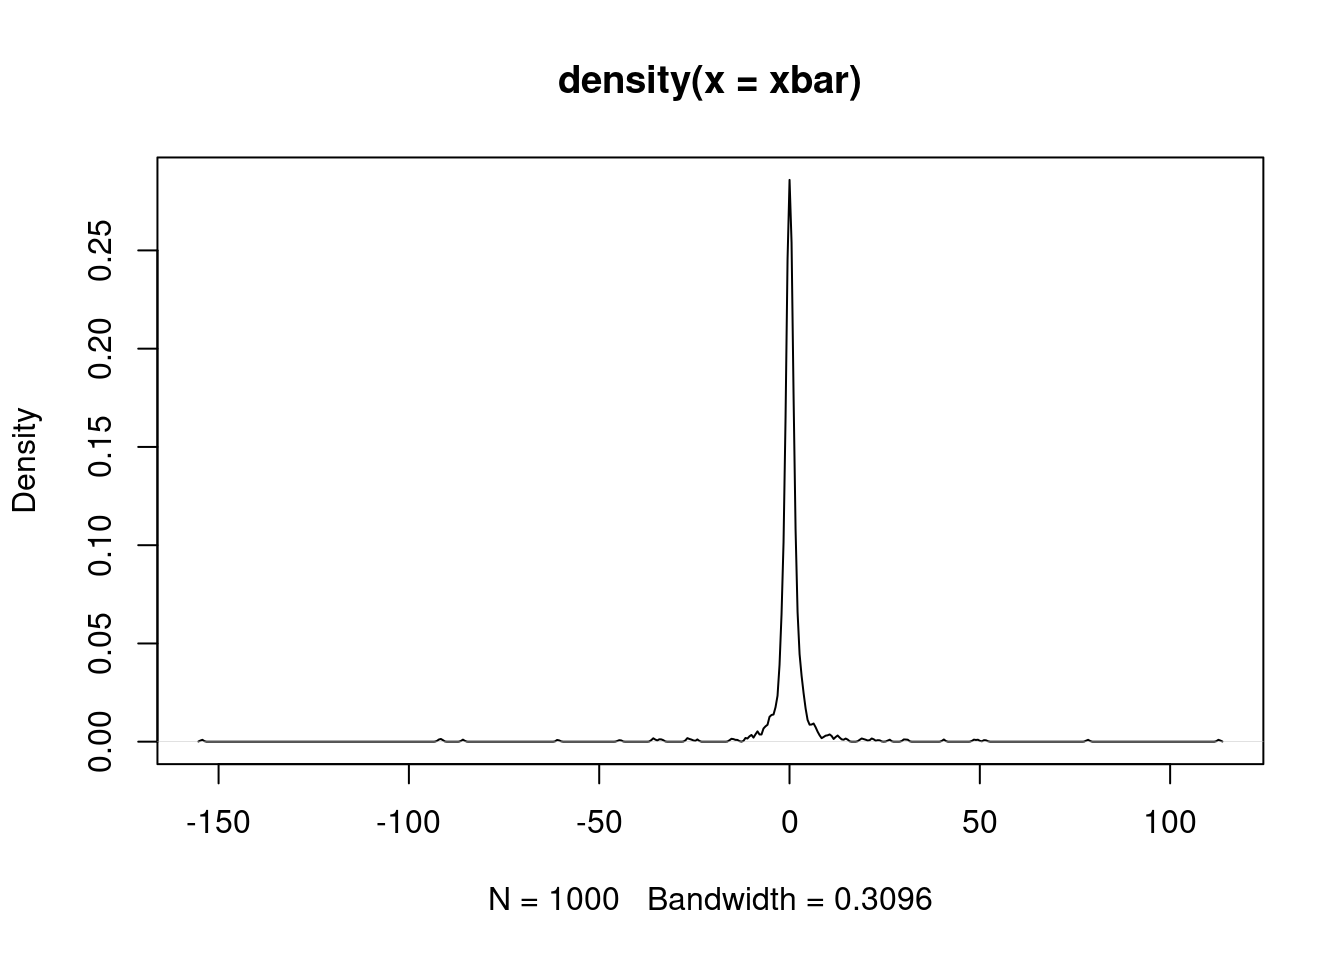 density(x = xbar)
Density
0.00 0.05 0.10 0.15 0.20 0.25
-150 -100 -50 0 50 100
N = 1000 Bandwidth = 0.3096